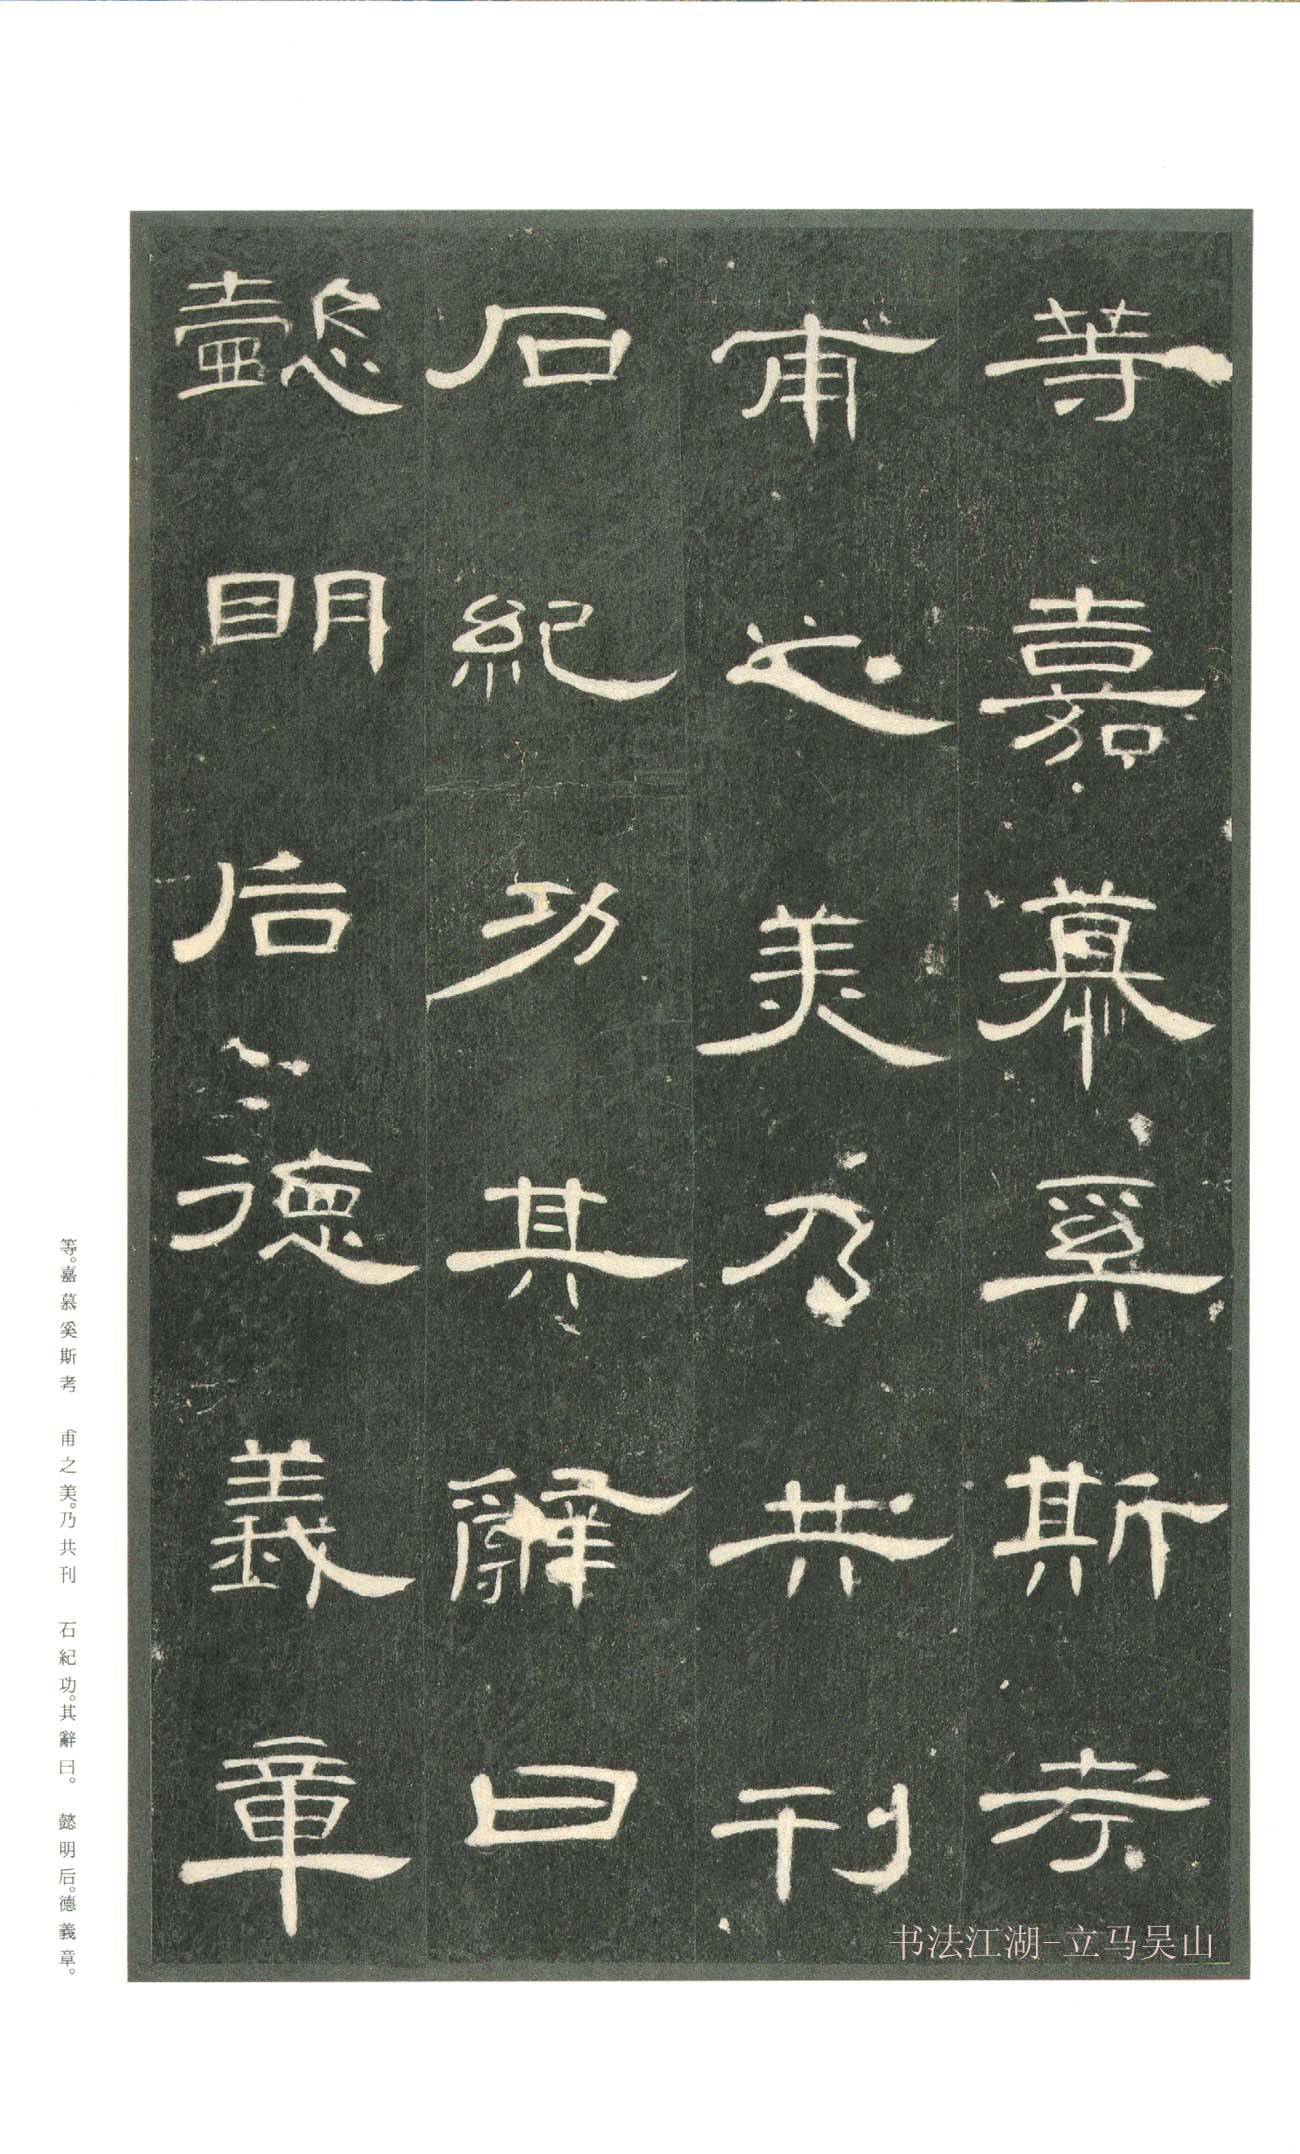 等嘉慕奚斯考
甫之美乃共刊
石紀功其辭曰
懿明后德義章
等。嘉慕奚斯考　甫之美。乃共刊　石紀功。其辭曰。　懿明后。德義章。
书法江湖-立马吴山